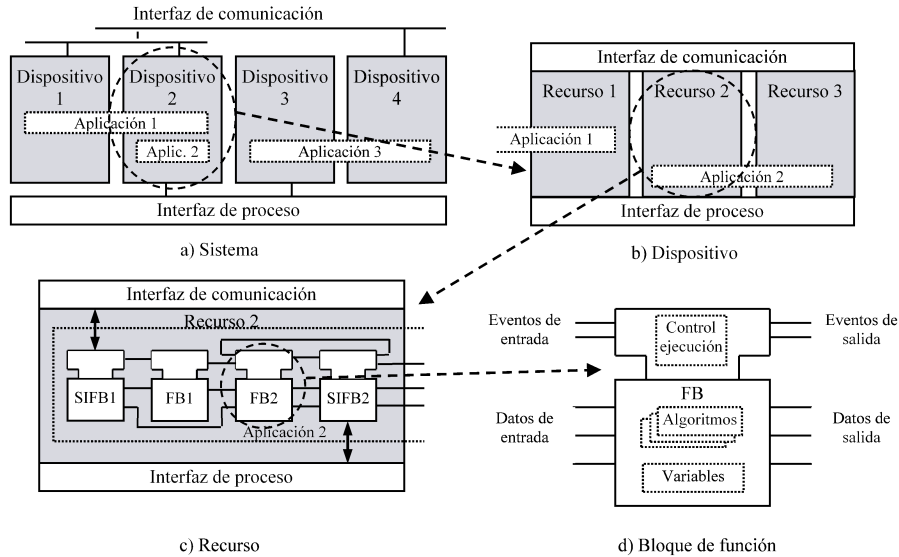 Interfaz de comunicación
Dispositivo
1
Dispositivo
2
Dispositivo
3
Dispositivo
4
Aplicación 1
Aplic. 2
Aplicación 3
Interfaz de proceso
a) Sistema
Interfaz de comunicación
Recurso 1
Recurso 2
Recurso 3
Aplicación 1
Aplicación 2
Interfaz de proceso
b) Dispositivo
Interfaz de comunicación
Recurso 2
SIFB1
FB1
FB2
SIFB2
Aplicación 2
Interfaz de proceso
c) Recurso
Eventos de
entrada
Control
ejecución
Eventos de
salida
FB
Datos de
entrada
Algoritmos
Datos de
salida
Variables
d) Bloque de función